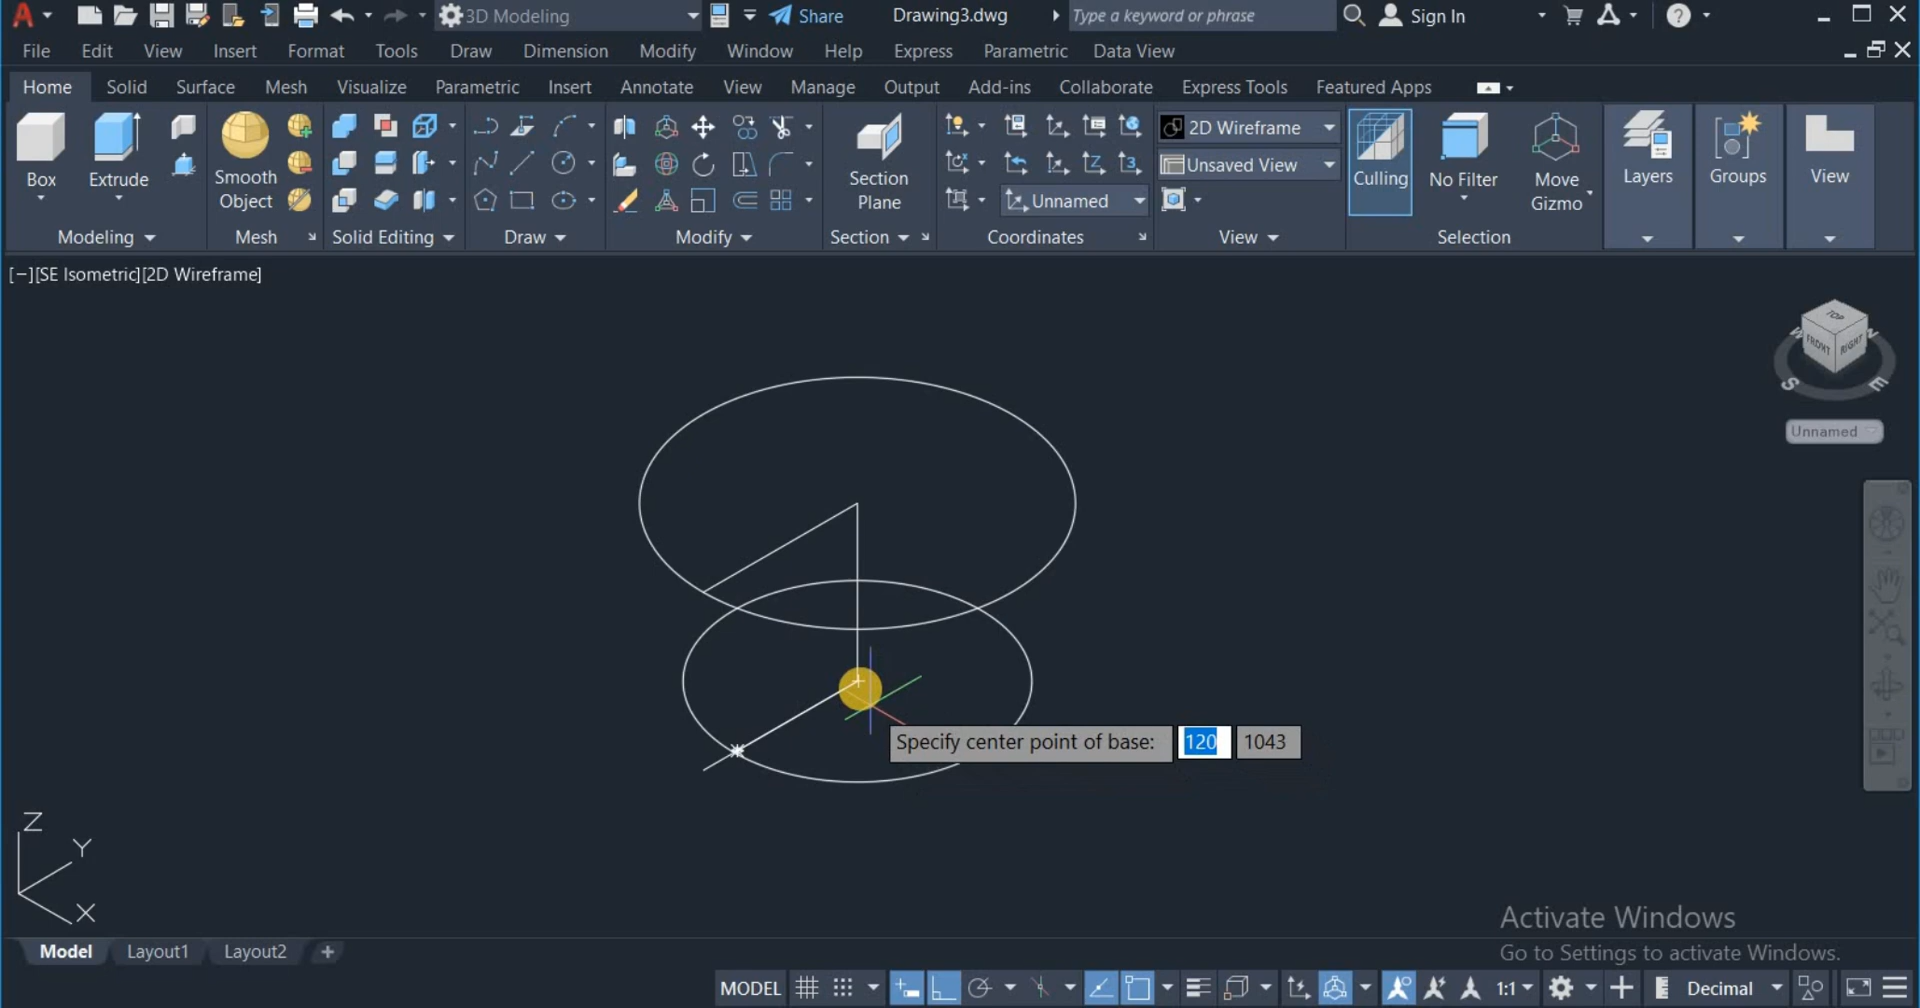 3D Modeling Share Drawing3.dwg Type a keyword or phrase Sign In
File Edit View Insert Format Tools Draw Dimension Modify Window Help Express Parametric Data View
Home Solid Surface Mesh Visualize Parametric Insert Annotate View Manage Output Add-ins Collaborate Express Tools Featured Apps
2D Wireframe
Unsaved View
Unnamed
Box
Extrude
Smooth
Object
Section
Plane
Culling
No Filter
Move
Gizmo
Layers
Groups
View
Modeling Mesh Solid Editing Draw Modify Section Coordinates View Selection
[−][SE Isometric][2D Wireframe]
TOP
FRONT
RIGHT
W
N
S
E
Unnamed
Specify center point of base: 120 1043
Z
Y
X
Activate Windows
Go to Settings to activate Windows.
Model Layout1 Layout2 +
MODEL 1:1 Decimal